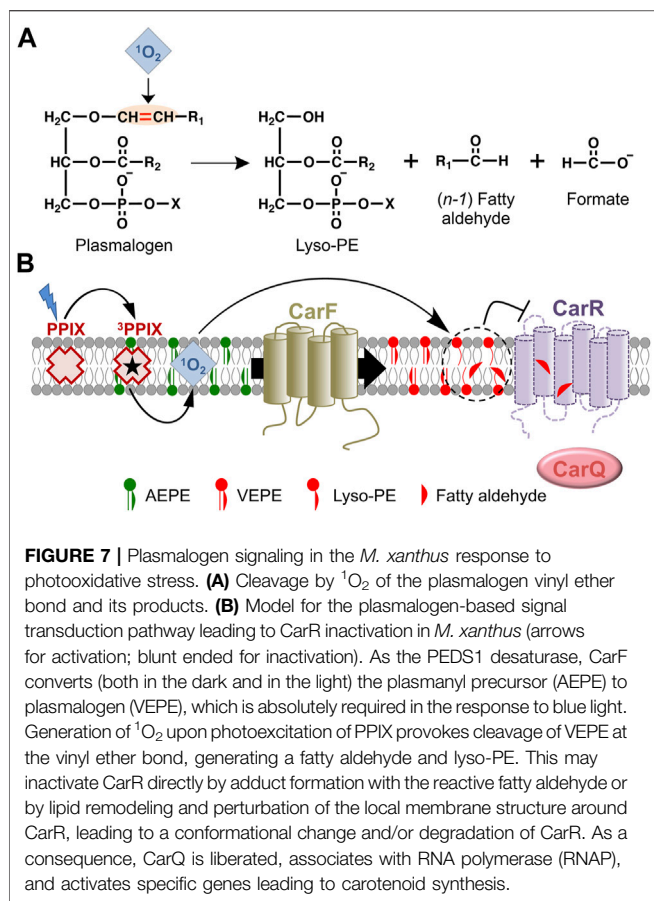 A
¹O₂
H₂C—O—CH=CH—R₁
O
HC—O—C—R₂
O⁻
H₂C—O—P—O—X
O
Plasmalogen
H₂C—OH
O
HC—O—C—R₂
O⁻
H₂C—O—P—O—X
O
Lyso-PE
+
O
R₁—C—H
(n-1) Fatty
aldehyde
+
O
H—C—O⁻
Formate
B
PPIX
³PPIX
¹O₂
CarF
CarR
CarQ
AEPE
VEPE
Lyso-PE
Fatty aldehyde
FIGURE 7 | Plasmalogen signaling in the M. xanthus response to
photooxidative stress. (A) Cleavage by ¹O₂ of the plasmalogen vinyl ether
bond and its products. (B) Model for the plasmalogen-based signal
transduction pathway leading to CarR inactivation in M. xanthus (arrows
for activation; blunt ended for inactivation). As the PEDS1 desaturase, CarF
converts (both in the dark and in the light) the plasmanyl precursor (AEPE) to
plasmalogen (VEPE), which is absolutely required in the response to blue light.
Generation of ¹O₂ upon photoexcitation of PPIX provokes cleavage of VEPE at
the vinyl ether bond, generating a fatty aldehyde and lyso-PE. This may
inactivate CarR directly by adduct formation with the reactive fatty aldehyde or
by lipid remodeling and perturbation of the local membrane structure around
CarR, leading to a conformational change and/or degradation of CarR. As a
consequence, CarQ is liberated, associates with RNA polymerase (RNAP),
and activates specific genes leading to carotenoid synthesis.